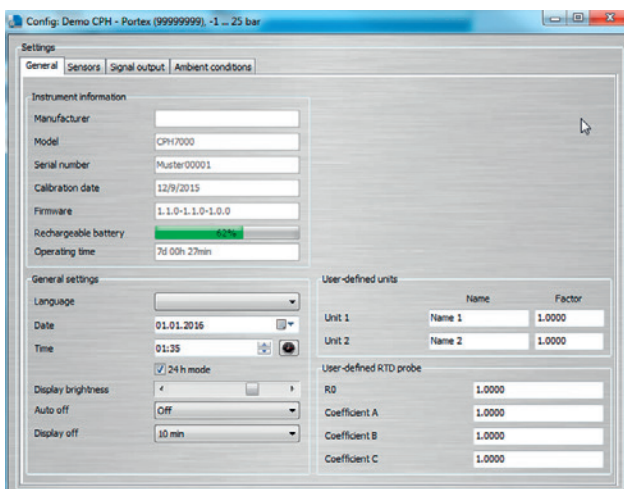 Config: Demo CPH - Portex (99999999), -1 ... 25 bar
Settings
General Sensors Signal output Ambient conditions
Instrument information
Manufacturer
Model CPH7000
Serial number Muster00001
Calibration date 12/9/2015
Firmware 1.1.0-1.1.0-1.0.0
Rechargeable battery 62%
Operating time 7d 00h 27min
General settings
Language
Date 01.01.2016
Time 01:35
24 h mode
Display brightness
Auto off Off
Display off 10 min
User-defined units
Name Factor
Unit 1 Name 1 1.0000
Unit 2 Name 2 1.0000
User-defined RTD probe
R0 1.0000
Coefficient A 1.0000
Coefficient B 1.0000
Coefficient C 1.0000